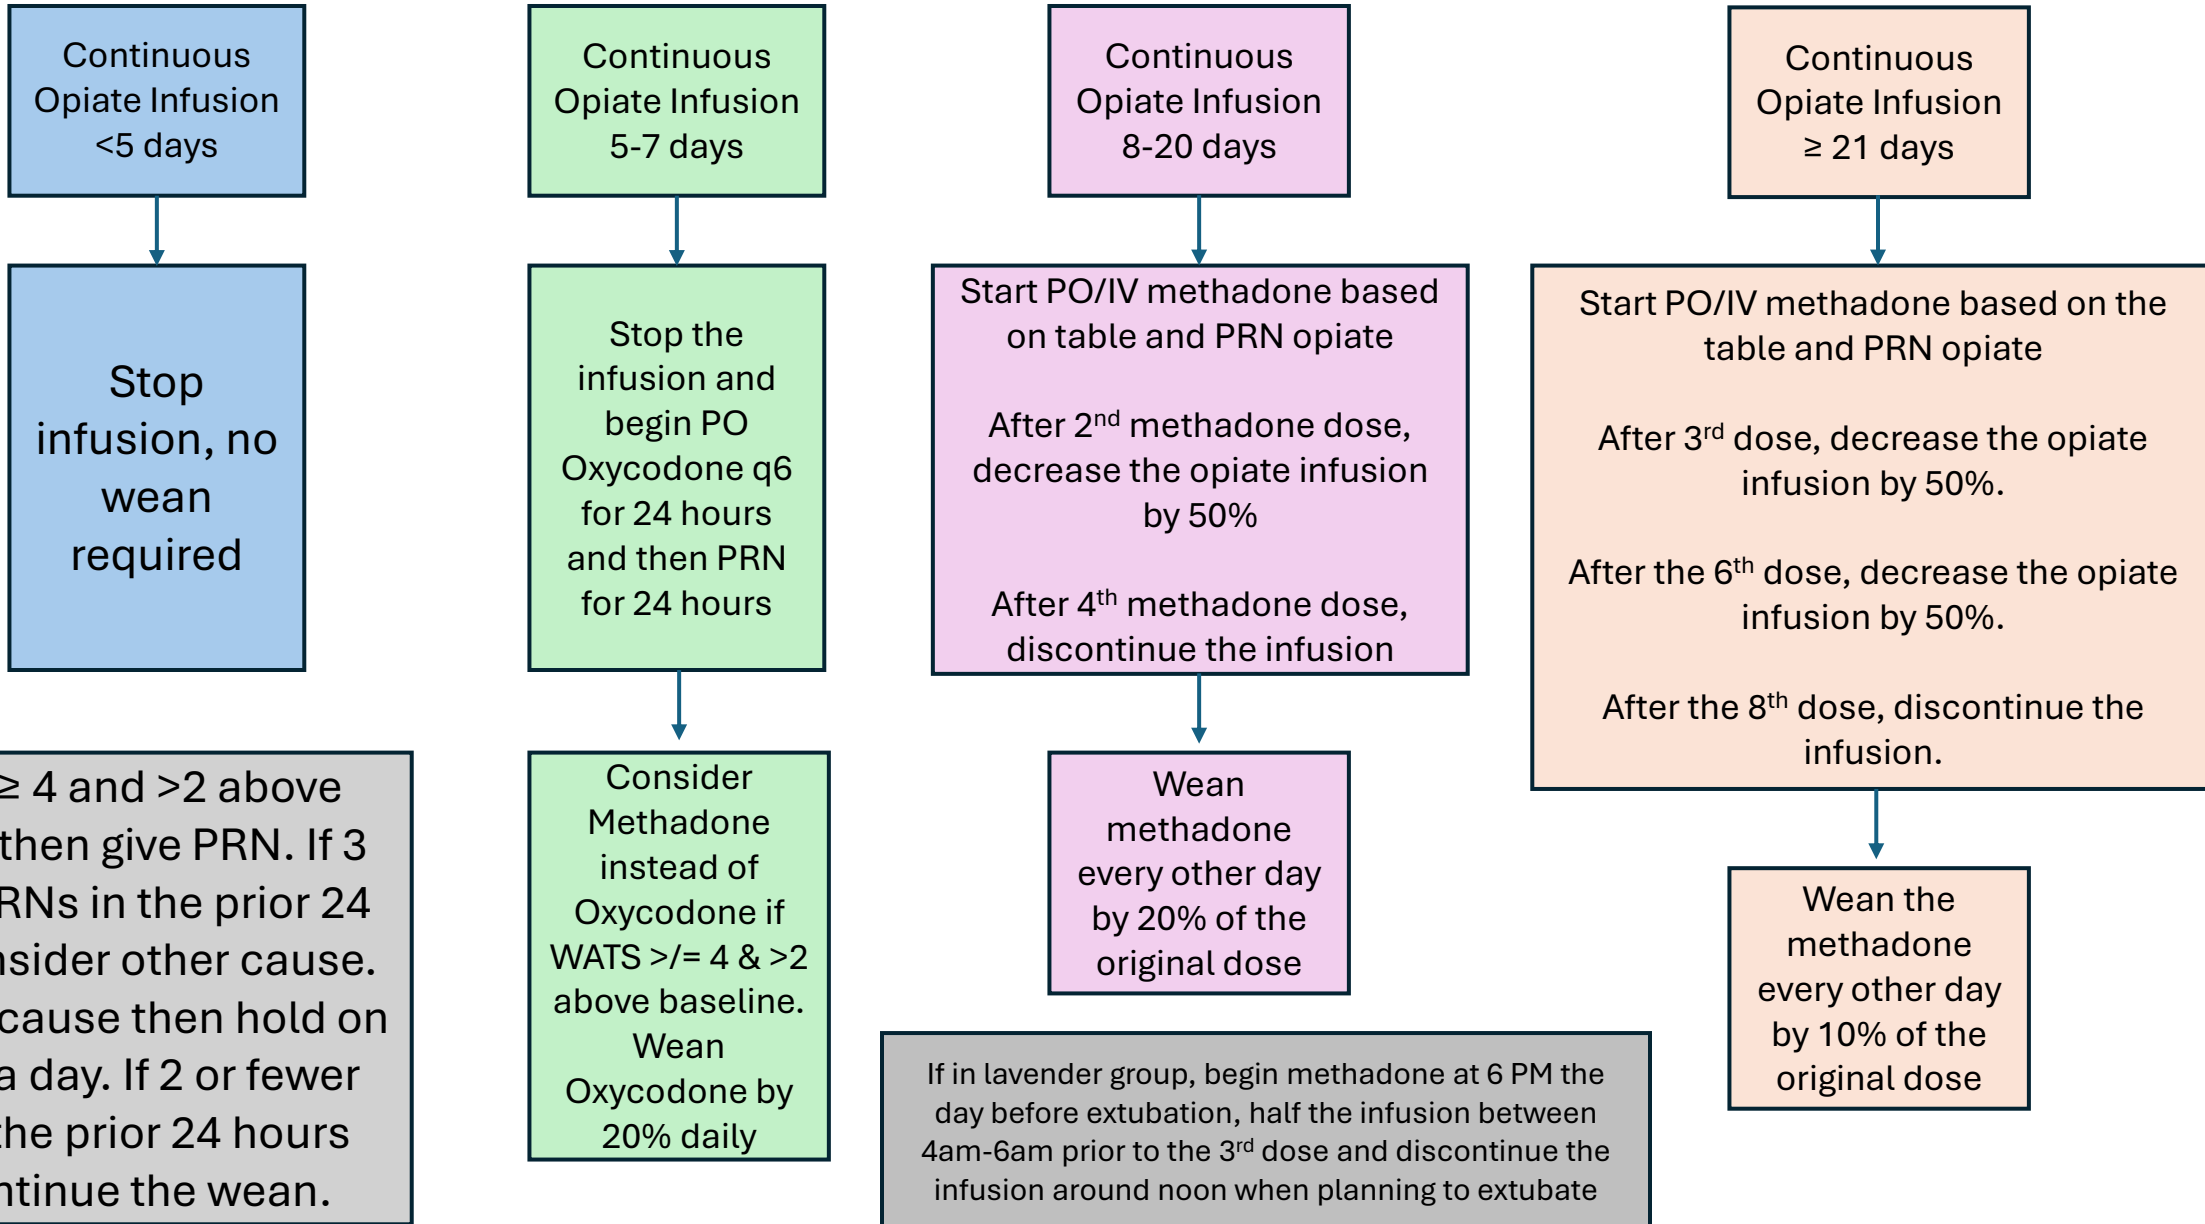 Continuous
Opiate Infusion
<5 days
Stop
infusion, no
wean
required
≥ 4 and >2 above
then give PRN. If 3
in the prior 24
other cause.
cause then hold on
a day. If 2 or fewer
the prior 24 hours
the wean.
Continuous
Opiate Infusion
5-7 days
Stop the
infusion and
begin PO
Oxycodone q6
for 24 hours
and then PRN
for 24 hours
Consider
Methadone
instead of
Oxycodone if
WATS >/= 4 & >2
above baseline.
Wean
Oxycodone by
20% daily
Continuous
Opiate Infusion
8-20 days
Start PO/IV methadone based
on table and PRN opiate
After 2nd methadone dose,
decrease the opiate infusion
by 50%
After 4th methadone dose,
discontinue the infusion
Wean
methadone
every other day
by 20% of the
original dose
If in lavender group, begin methadone at 6 PM the
day before extubation, half the infusion between
4am-6am prior to the 3rd dose and discontinue the
infusion around noon when planning to extubate
Continuous
Opiate Infusion
≥ 21 days
Start PO/IV methadone based on the
table and PRN opiate
After 3rd dose, decrease the opiate
infusion by 50%.
After the 6th dose, decrease the opiate
infusion by 50%.
After the 8th dose, discontinue the
infusion.
Wean the
methadone
every other day
by 10% of the
original dose